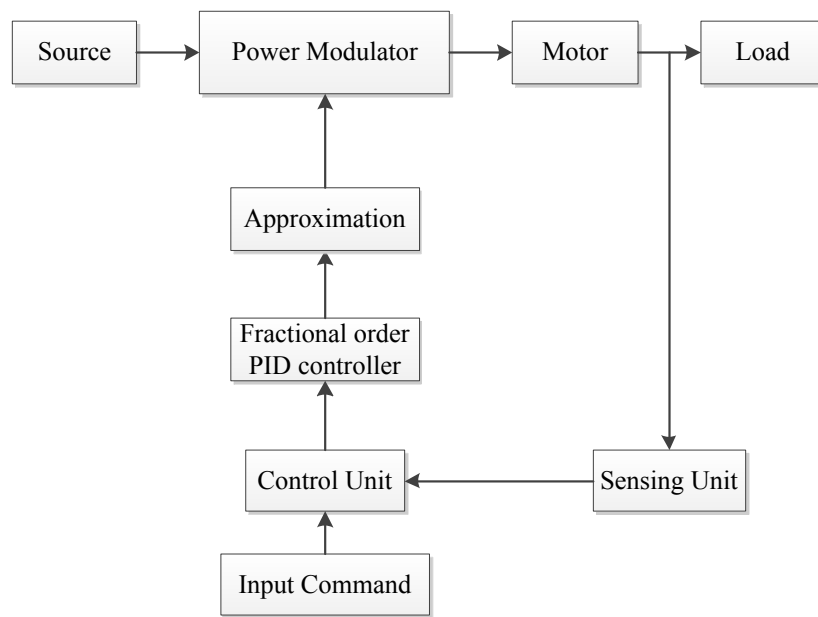 Source
Power Modulator
Motor
Load
Approximation
Fractional order
PID controller
Control Unit
Sensing Unit
Input Command